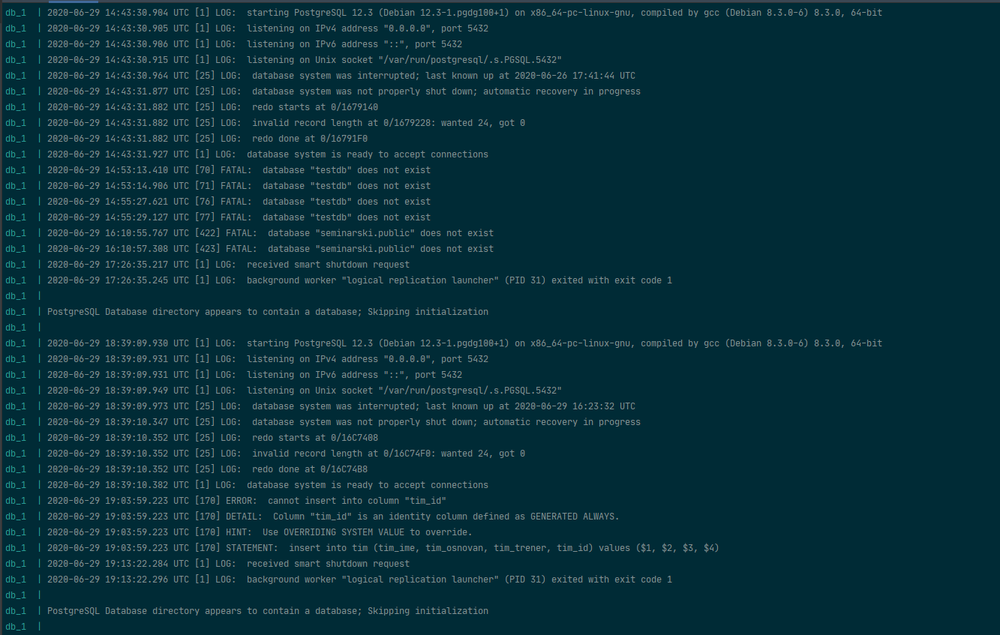 db_1  | 2020-06-29 14:43:30.904 UTC [1] LOG:  starting PostgreSQL 12.3 (Debian 12.3-1.pgdg100+1) on x86_64-pc-linux-gnu, compiled by gcc (Debian 8.3.0-6) 8.3.0, 64-bit
db_1  | 2020-06-29 14:43:30.905 UTC [1] LOG:  listening on IPv4 address "0.0.0.0", port 5432
db_1  | 2020-06-29 14:43:30.906 UTC [1] LOG:  listening on IPv6 address "::", port 5432
db_1  | 2020-06-29 14:43:30.915 UTC [1] LOG:  listening on Unix socket "/var/run/postgresql/.s.PGSQL.5432"
db_1  | 2020-06-29 14:43:30.964 UTC [25] LOG:  database system was interrupted; last known up at 2020-06-26 17:41:44 UTC
db_1  | 2020-06-29 14:43:31.877 UTC [25] LOG:  database system was not properly shut down; automatic recovery in progress
db_1  | 2020-06-29 14:43:31.882 UTC [25] LOG:  redo starts at 0/1679140
db_1  | 2020-06-29 14:43:31.882 UTC [25] LOG:  invalid record length at 0/1679228: wanted 24, got 0
db_1  | 2020-06-29 14:43:31.882 UTC [25] LOG:  redo done at 0/16791F0
db_1  | 2020-06-29 14:43:31.927 UTC [1] LOG:  database system is ready to accept connections
db_1  | 2020-06-29 14:53:13.410 UTC [70] FATAL:  database "testdb" does not exist
db_1  | 2020-06-29 14:53:14.906 UTC [71] FATAL:  database "testdb" does not exist
db_1  | 2020-06-29 14:55:27.621 UTC [76] FATAL:  database "testdb" does not exist
db_1  | 2020-06-29 14:55:29.127 UTC [77] FATAL:  database "testdb" does not exist
db_1  | 2020-06-29 16:10:55.767 UTC [422] FATAL:  database "seminarski.public" does not exist
db_1  | 2020-06-29 16:10:57.308 UTC [423] FATAL:  database "seminarski.public" does not exist
db_1  | 2020-06-29 17:26:35.217 UTC [1] LOG:  received smart shutdown request
db_1  | 2020-06-29 17:26:35.245 UTC [1] LOG:  background worker "logical replication launcher" (PID 31) exited with exit code 1
db_1  |
db_1  | PostgreSQL Database directory appears to contain a database; Skipping initialization
db_1  |
db_1  | 2020-06-29 18:39:09.930 UTC [1] LOG:  starting PostgreSQL 12.3 (Debian 12.3-1.pgdg100+1) on x86_64-pc-linux-gnu, compiled by gcc (Debian 8.3.0-6) 8.3.0, 64-bit
db_1  | 2020-06-29 18:39:09.931 UTC [1] LOG:  listening on IPv4 address "0.0.0.0", port 5432
db_1  | 2020-06-29 18:39:09.931 UTC [1] LOG:  listening on IPv6 address "::", port 5432
db_1  | 2020-06-29 18:39:09.949 UTC [1] LOG:  listening on Unix socket "/var/run/postgresql/.s.PGSQL.5432"
db_1  | 2020-06-29 18:39:09.973 UTC [25] LOG:  database system was interrupted; last known up at 2020-06-29 16:23:32 UTC
db_1  | 2020-06-29 18:39:10.347 UTC [25] LOG:  database system was not properly shut down; automatic recovery in progress
db_1  | 2020-06-29 18:39:10.352 UTC [25] LOG:  redo starts at 0/16C7408
db_1  | 2020-06-29 18:39:10.352 UTC [25] LOG:  invalid record length at 0/16C74F0: wanted 24, got 0
db_1  | 2020-06-29 18:39:10.352 UTC [25] LOG:  redo done at 0/16C74B8
db_1  | 2020-06-29 18:39:10.382 UTC [1] LOG:  database system is ready to accept connections
db_1  | 2020-06-29 19:03:59.223 UTC [170] ERROR:  cannot insert into column "tim_id"
db_1  | 2020-06-29 19:03:59.223 UTC [170] DETAIL:  Column "tim_id" is an identity column defined as GENERATED ALWAYS.
db_1  | 2020-06-29 19:03:59.223 UTC [170] HINT:  Use OVERRIDING SYSTEM VALUE to override.
db_1  | 2020-06-29 19:03:59.223 UTC [170] STATEMENT:  insert into tim (tim_ime, tim_osnovan, tim_trener, tim_id) values ($1, $2, $3, $4)
db_1  | 2020-06-29 19:13:22.284 UTC [1] LOG:  received smart shutdown request
db_1  | 2020-06-29 19:13:22.296 UTC [1] LOG:  background worker "logical replication launcher" (PID 31) exited with exit code 1
db_1  |
db_1  | PostgreSQL Database directory appears to contain a database; Skipping initialization
db_1  |